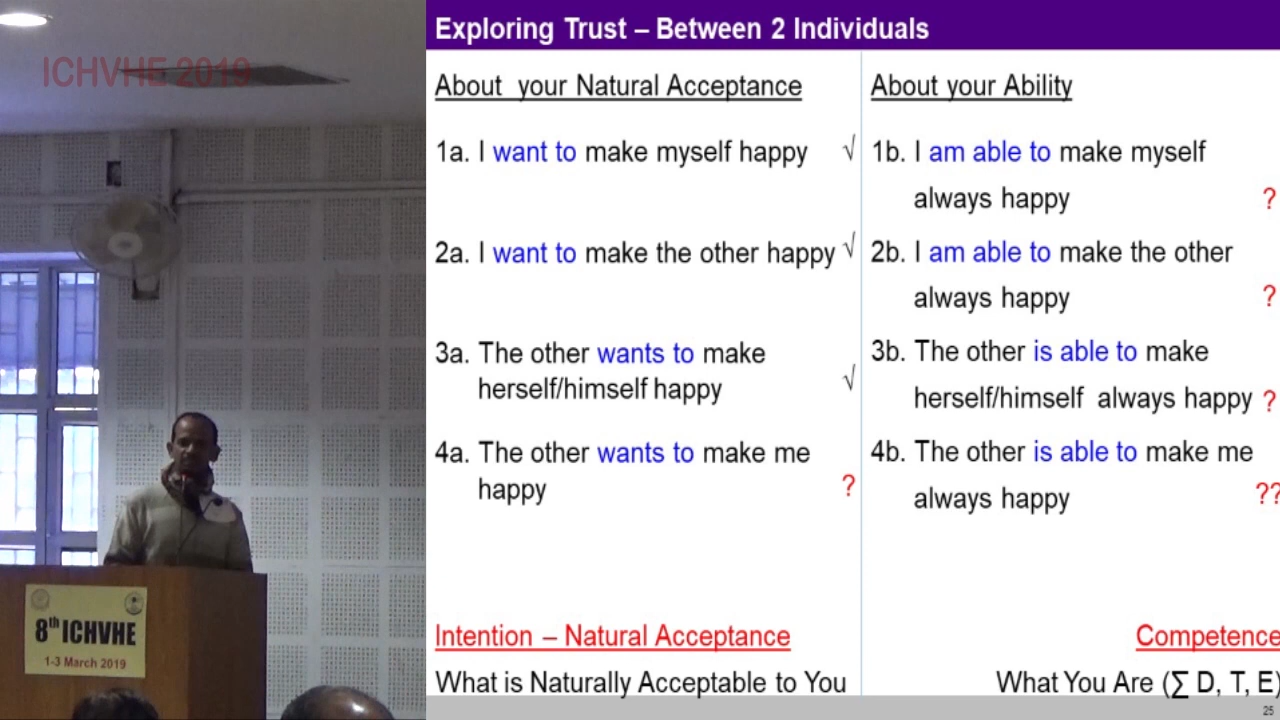 ICHVHE 2019
8th ICHVHE
1-3 March 2019
Exploring Trust – Between 2 Individuals
About your Natural Acceptance
1a. I want to make myself happy √
2a. I want to make the other happy √
3a. The other wants to make
herself/himself happy √
4a. The other wants to make me
happy ?
Intention – Natural Acceptance
What is Naturally Acceptable to You
About your Ability
1b. I am able to make myself
always happy ?
2b. I am able to make the other
always happy ?
3b. The other is able to make
herself/himself always happy ?
4b. The other is able to make me
always happy ??
Competence
What You Are (∑ D, T, E)
25